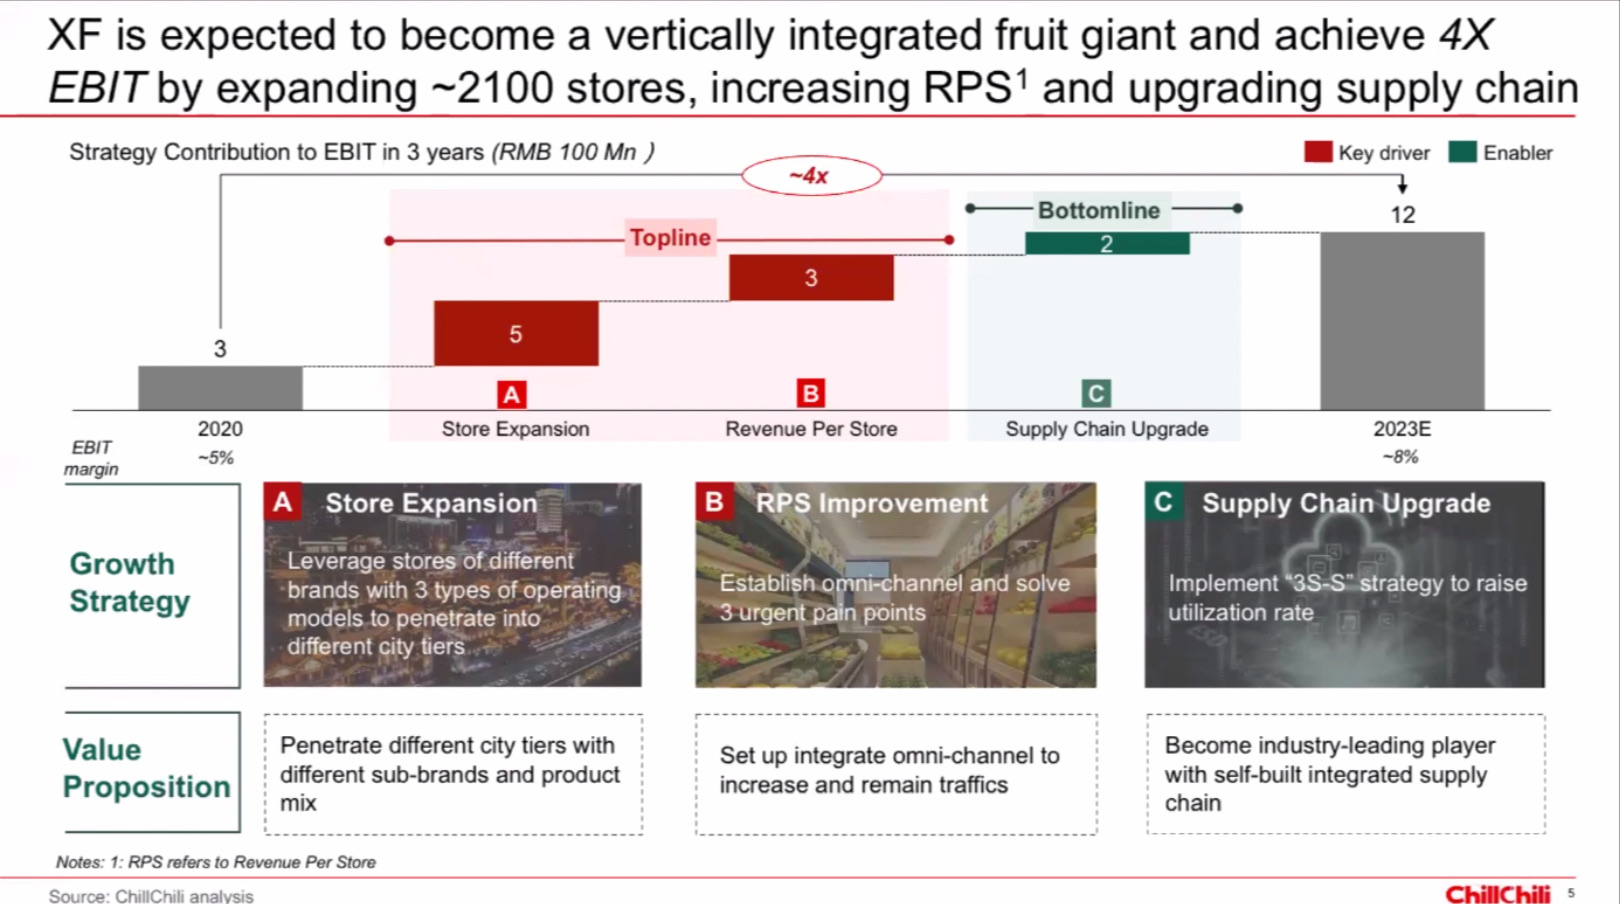 XF is expected to become a vertically integrated fruit giant and achieve 4X
EBIT by expanding ~2100 stores, increasing RPS¹ and upgrading supply chain
Strategy Contribution to EBIT in 3 years (RMB 100 Mn )
Key driver
Enabler
~4x
Topline
Bottomline
3
5
3
2
12
A
B
C
2020
Store Expansion
Revenue Per Store
Supply Chain Upgrade
2023E
EBIT
margin
~5%
~8%
Growth
Strategy
A Store Expansion
Leverage stores of different
brands with 3 types of operating
models to penetrate into
different city tiers
B RPS Improvement
Establish omni-channel and solve
3 urgent pain points
C Supply Chain Upgrade
Implement “3S-S” strategy to raise
utilization rate
Value
Proposition
Penetrate different city tiers with
different sub-brands and product
mix
Set up integrate omni-channel to
increase and remain traffics
Become industry-leading player
with self-built integrated supply
chain
Notes: 1: RPS refers to Revenue Per Store
Source: ChillChili analysis
ChillChili
5